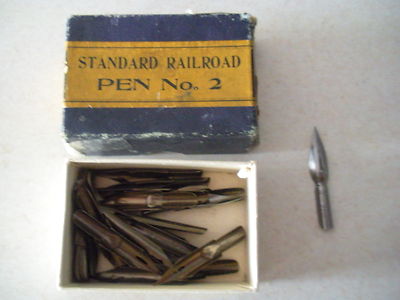 STANDARD RAILROAD
PEN No. 2